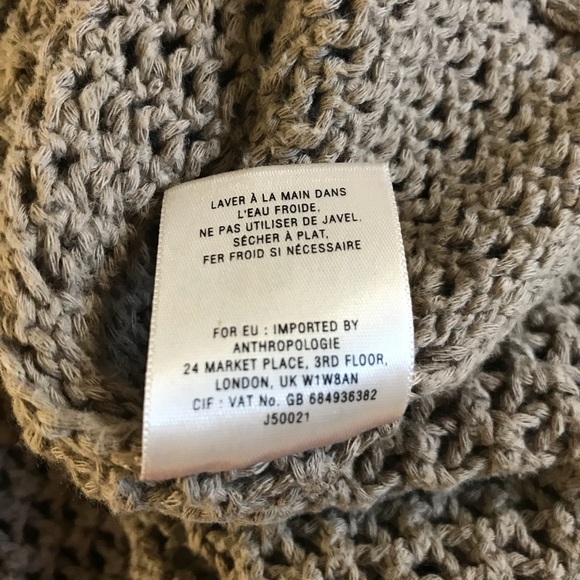 LAVER À LA MAIN DANS
L'EAU FROIDE,
NE PAS UTILISER DE JAVEL,
SÉCHER À PLAT,
FER FROID SI NÉCESSAIRE
FOR EU : IMPORTED BY
ANTHROPOLOGIE
24 MARKET PLACE, 3RD FLOOR,
LONDON, UK W1W8AN
CIF : VAT No. GB 684936382
J50021